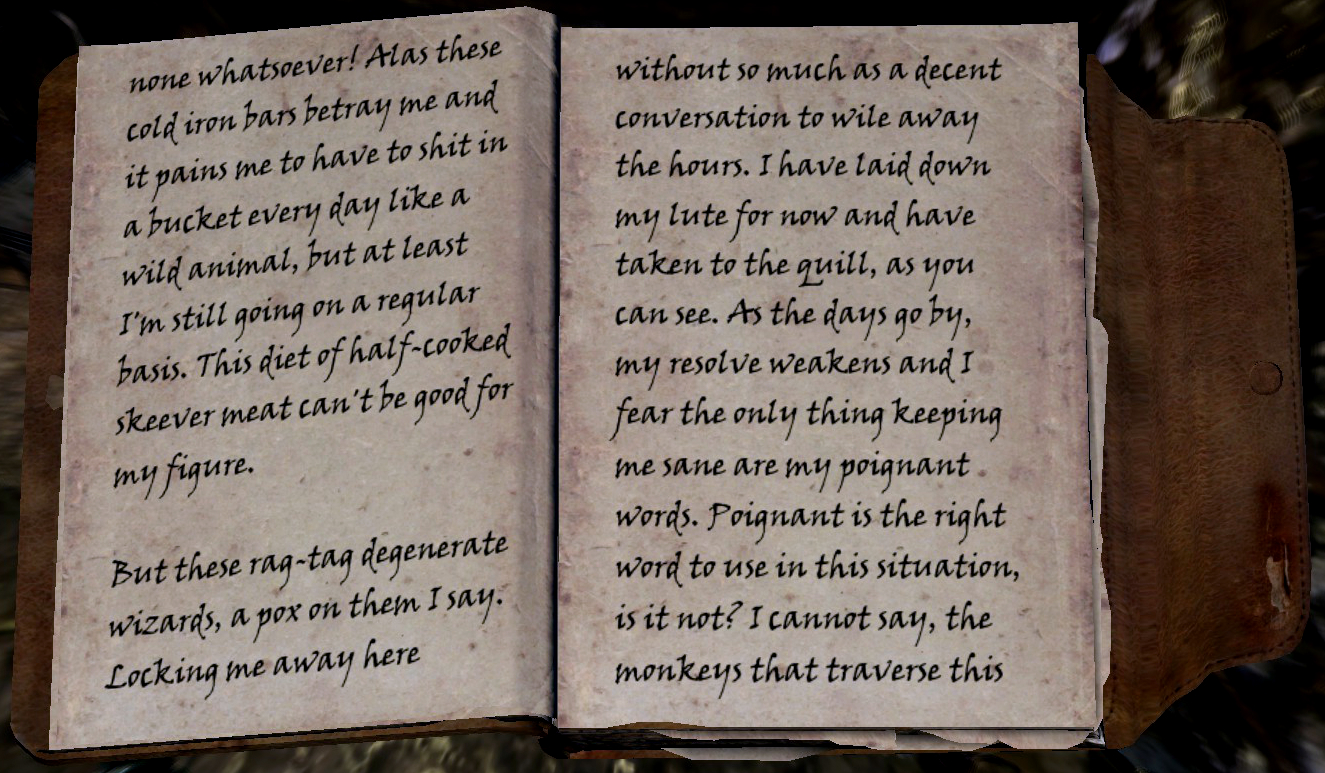 none whatsoever! Alas these
cold iron bars betray me and
it pains me to have to shit in
a bucket every day like a
wild animal, but at least
I'm still going on a regular
basis. This diet of half-cooked
skeever meat can't be good for
my figure.
But these rag-tag degenerate
wizards, a pox on them I say.
Locking me away here
without so much as a decent
conversation to wile away
the hours. I have laid down
my lute for now and have
taken to the quill, as you
can see. As the days go by,
my resolve weakens and I
fear the only thing keeping
me sane are my poignant
words. Poignant is the right
word to use in this situation,
is it not? I cannot say, the
monkeys that traverse this